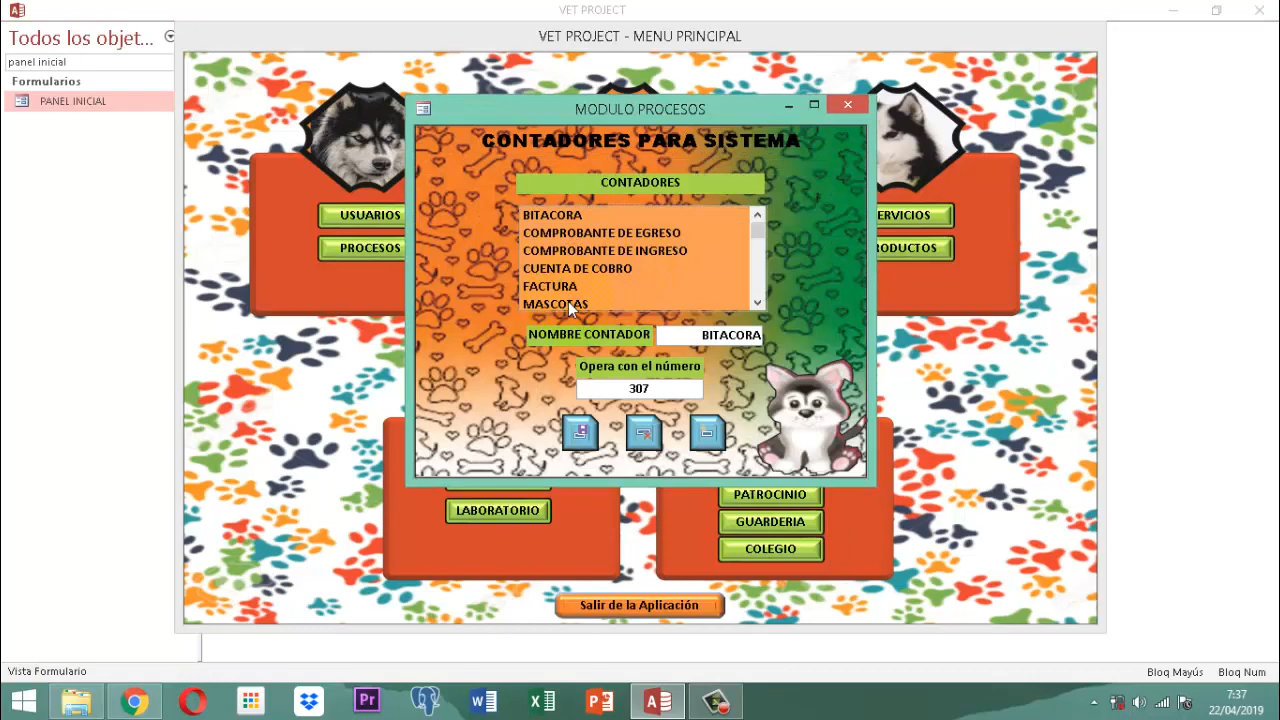 VET PROJECT
Todos los objet...
panel inicial
Formularios
PANEL INICIAL
VET PROJECT - MENU PRINCIPAL
MODULO PROCESOS
CONTADORES PARA SISTEMA
CONTADORES
BITACORA
COMPROBANTE DE EGRESO
COMPROBANTE DE INGRESO
CUENTA DE COBRO
FACTURA
MASCOTAS
NOMBRE CONTADOR
BITACORA
Opera con el número
307
USUARIOS
PROCESOS
ERVICIOS
RODUCTOS
LABORATORIO
PATROCINIO
GUARDERIA
COLEGIO
Salir de la Aplicación
Vista Formulario
Bloq Mayús
Bloq Num
Pr
7:37
22/04/2019